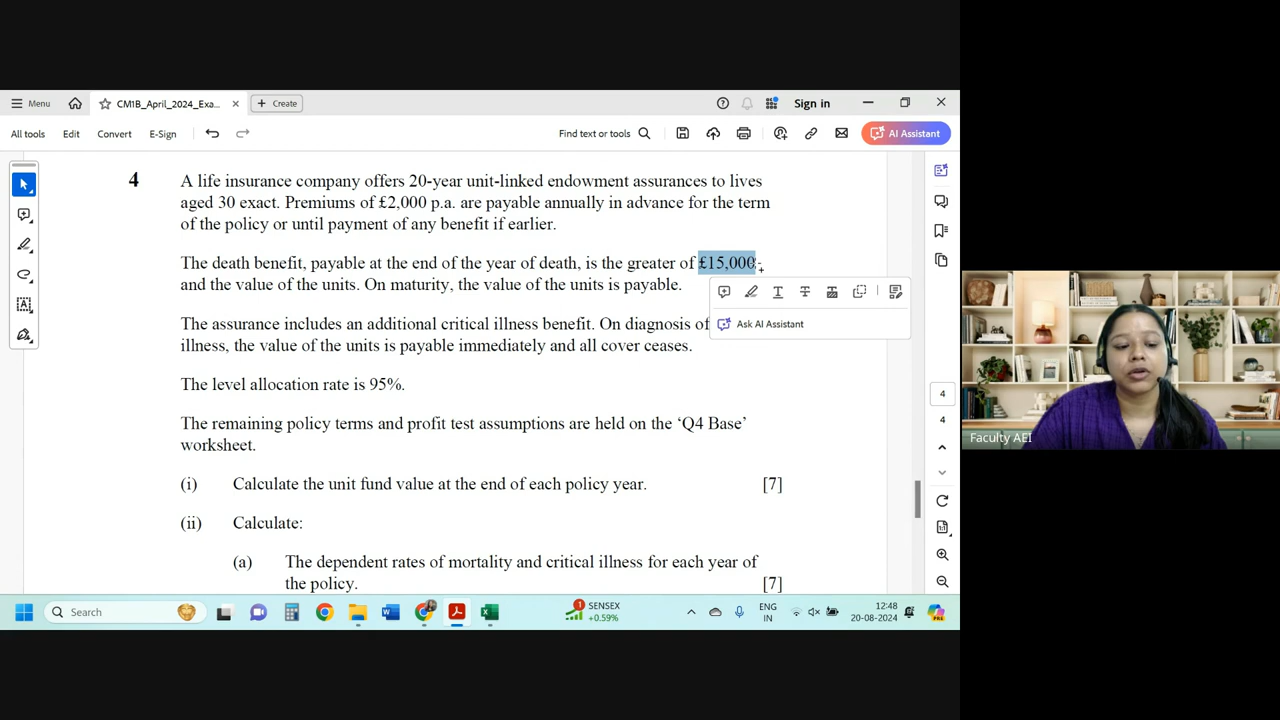 Menu
CM1B_April_2024_Exa...
Create
Sign in
All tools Edit Convert E-Sign
Find text or tools
AI Assistant
4 A life insurance company offers 20-year unit-linked endowment assurances to lives
aged 30 exact. Premiums of £2,000 p.a. are payable annually in advance for the term
of the policy or until payment of any benefit if earlier.
The death benefit, payable at the end of the year of death, is the greater of £15,000
and the value of the units. On maturity, the value of the units is payable.
Ask AI Assistant
The assurance includes an additional critical illness benefit. On diagnosis of
illness, the value of the units is payable immediately and all cover ceases.
The level allocation rate is 95%.
The remaining policy terms and profit test assumptions are held on the ‘Q4 Base’
worksheet.
(i) Calculate the unit fund value at the end of each policy year. [7]
(ii) Calculate:
(a) The dependent rates of mortality and critical illness for each year of
the policy. [7]
4
4
Faculty AEI
Search
1
SENSEX
+0.59%
ENG
IN
12:48
20-08-2024